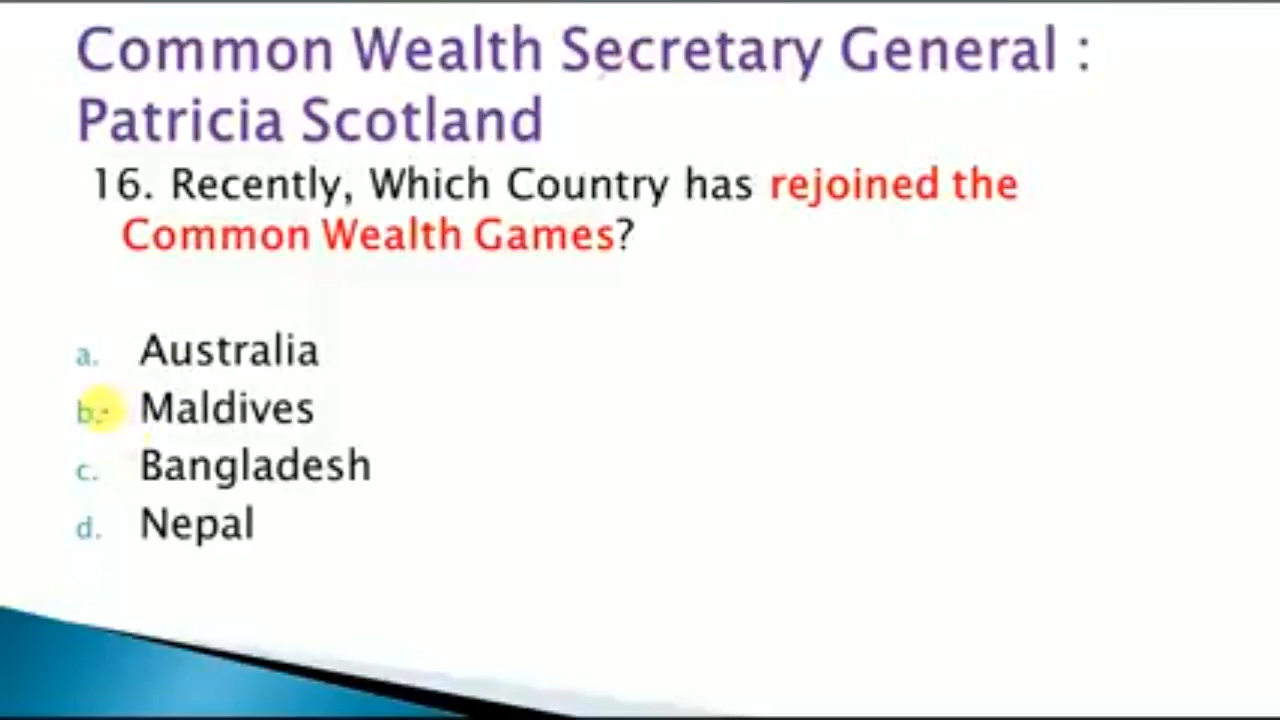 Common Wealth Secretary General :
Patricia Scotland
16. Recently, Which Country has rejoined the
Common Wealth Games?
a. Australia
b. Maldives
c. Bangladesh
d. Nepal